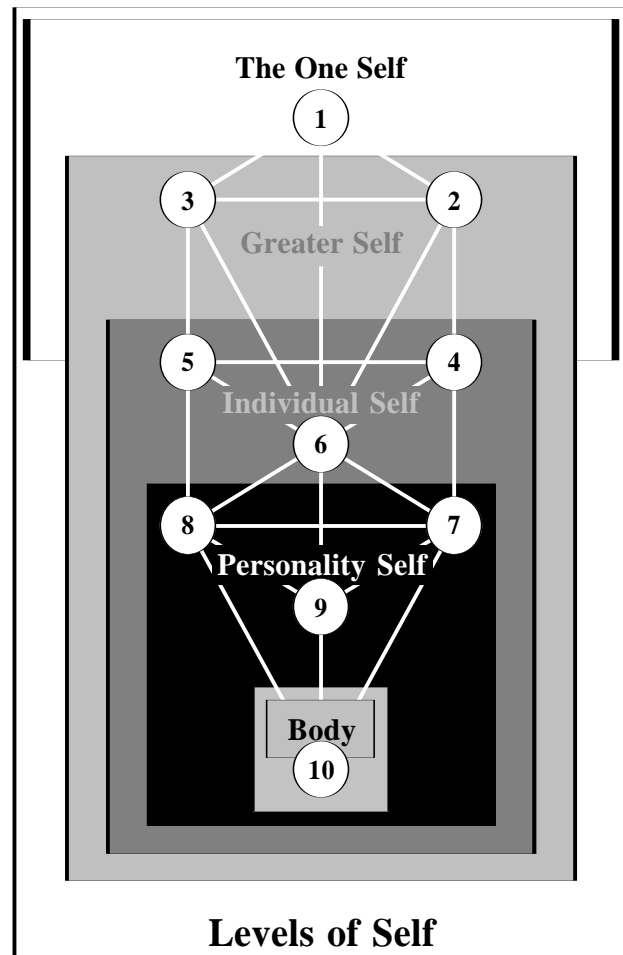 The One Self
1
3 2
Greater Self
5 4
Individual Self
6
8 7
Personality Self
9
Body
10
Levels of Self